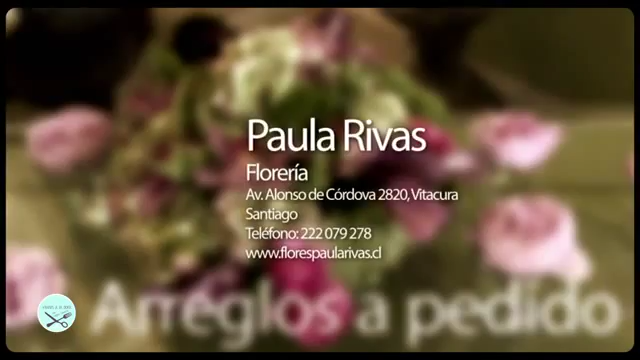 Paula Rivas
Florería
Av. Alonso de Córdova 2820, Vitacura
Santiago
Teléfono: 222 079 278
www.florespaularivas.cl
Arreglos a pedido